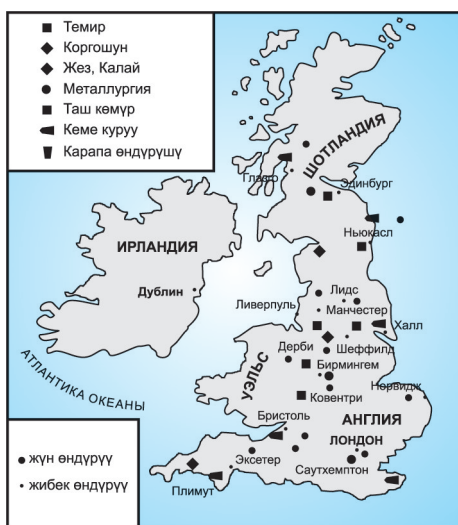 Темир
Коргошун
Жез, Калай
Металлургия
Таш көмүр
Кеме куруу
Карапа өндүрүшү
ШОТЛАНДИЯ
Глазго
Эдинбург
Ньюкасл
ИРЛАНДИЯ
Дублин
Ливерпуль
Лидс
Манчестер
Халл
Шеффилд
Дерби
Бирмингем
УЭЛЬС
Ковентри
Норвидж
АТЛАНТИКА ОКЕАНЫ
Бристоль
АНГЛИЯ
ЛОНДОН
Эксетер
Саутхемптон
Плимут
жүн өндүрүү
жибек өндүрүү